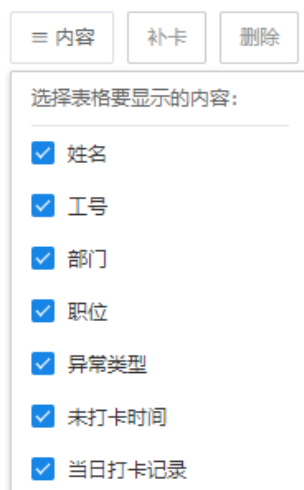 内容 补卡 删除
选择表格要显示的内容：
姓名
工号
部门
职位
异常类型
未打卡时间
当日打卡记录